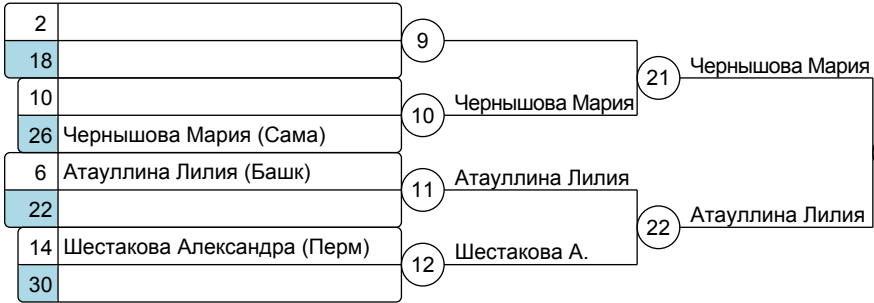 2
18
9
10
26 Чернышова Мария (Сама)
10
Чернышова Мария
21
Чернышова Мария
6 Атауллина Лилия (Башк)
22
11
Атауллина Лилия
14 Шестакова Александра (Перм)
30
12
Шестакова А.
22
Атауллина Лилия